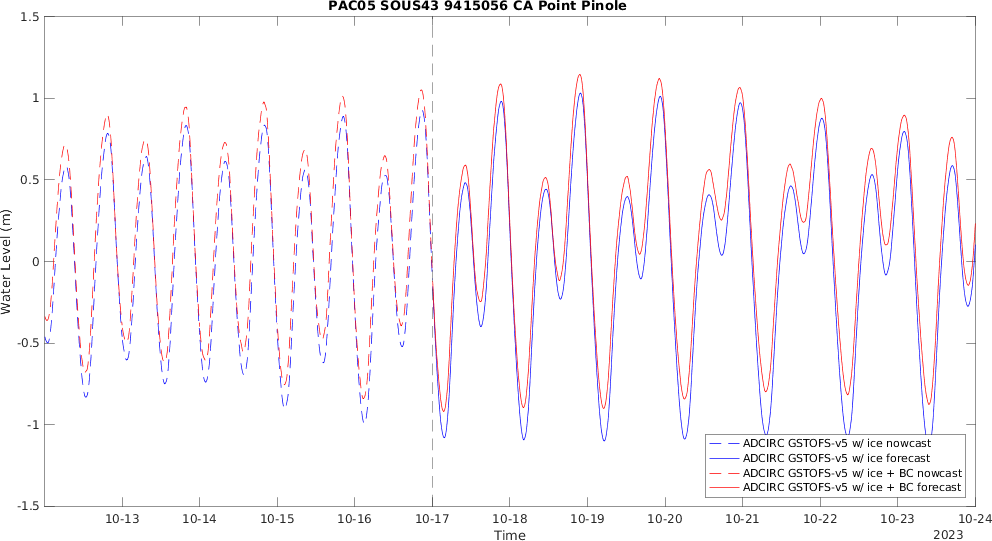 PAC05 SOUS43 9415056 CA Point Pinole
1.5
1
0.5
0
-0.5
-1
-1.5
Water Level (m)
ADCIRC GSTOFS-v5 w/ ice nowcast
ADCIRC GSTOFS-v5 w/ ice forecast
ADCIRC GSTOFS-v5 w/ ice + BC nowcast
ADCIRC GSTOFS-v5 w/ ice + BC forecast
10-13 10-14 10-15 10-16 10-17 10-18 10-19 10-20 10-21 10-22 10-23 10-24
Time
2023